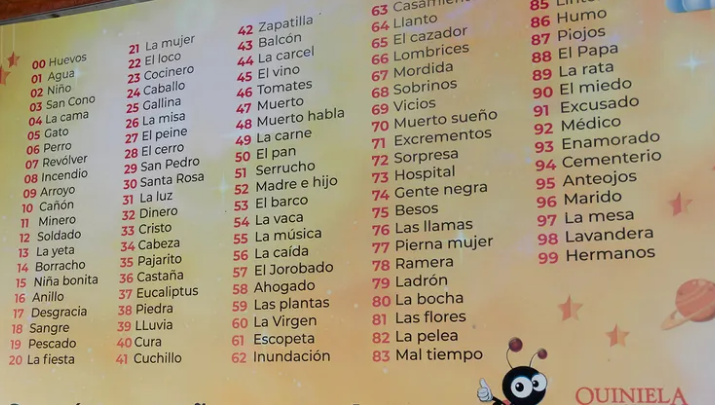 00 Huevos
01 Agua
02 Niño
03 San Cono
04 La cama
05 Gato
06 Perro
07 Revólver
08 Incendio
09 Arroyo
10 Cañón
11 Minero
12 Soldado
13 La yeta
14 Borracho
15 Niña bonita
16 Anillo
17 Desgracia
18 Sangre
19 Pescado
20 La fiesta
21 La mujer
22 El loco
23 Cocinero
24 Caballo
25 Gallina
26 La misa
27 El peine
28 El cerro
29 San Pedro
30 Santa Rosa
31 La luz
32 Dinero
33 Cristo
34 Cabeza
35 Pajarito
36 Castaña
37 Eucaliptus
38 Piedra
39 LLuvia
40 Cura
41 Cuchillo
42 Zapatilla
43 Balcón
44 La carcel
45 El vino
46 Tomates
47 Muerto
48 Muerto habla
49 La carne
50 El pan
51 Serrucho
52 Madre e hijo
53 El barco
54 La vaca
55 La música
56 La caída
57 El Jorobado
58 Ahogado
59 Las plantas
60 La Virgen
61 Escopeta
62 Inundación
63 Casamiento
64 Llanto
65 El cazador
66 Lombrices
67 Mordida
68 Sobrinos
69 Vicios
70 Muerto sueño
71 Excrementos
72 Sorpresa
73 Hospital
74 Gente negra
75 Besos
76 Las llamas
77 Pierna mujer
78 Ramera
79 Ladrón
80 La bocha
81 Las flores
82 La pelea
83 Mal tiempo
85
86 Humo
87 Piojos
88 El Papa
89 La rata
90 El miedo
91 Excusado
92 Médico
93 Enamorado
94 Cementerio
95 Anteojos
96 Marido
97 La mesa
98 Lavandera
99 Hermanos
QUINIELA